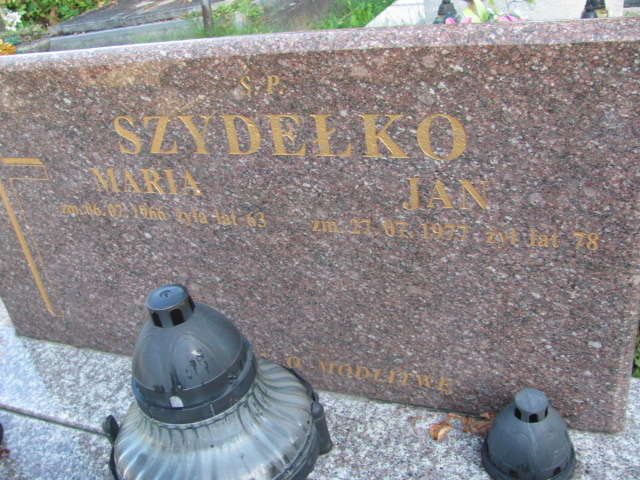 Ś. P.
SZYDEŁKO
MARIA
zm. 06. 07. 1966 żyła lat 63
JAN
zm. 27. 07. 1977 żył lat 78
O MODLITWĘ